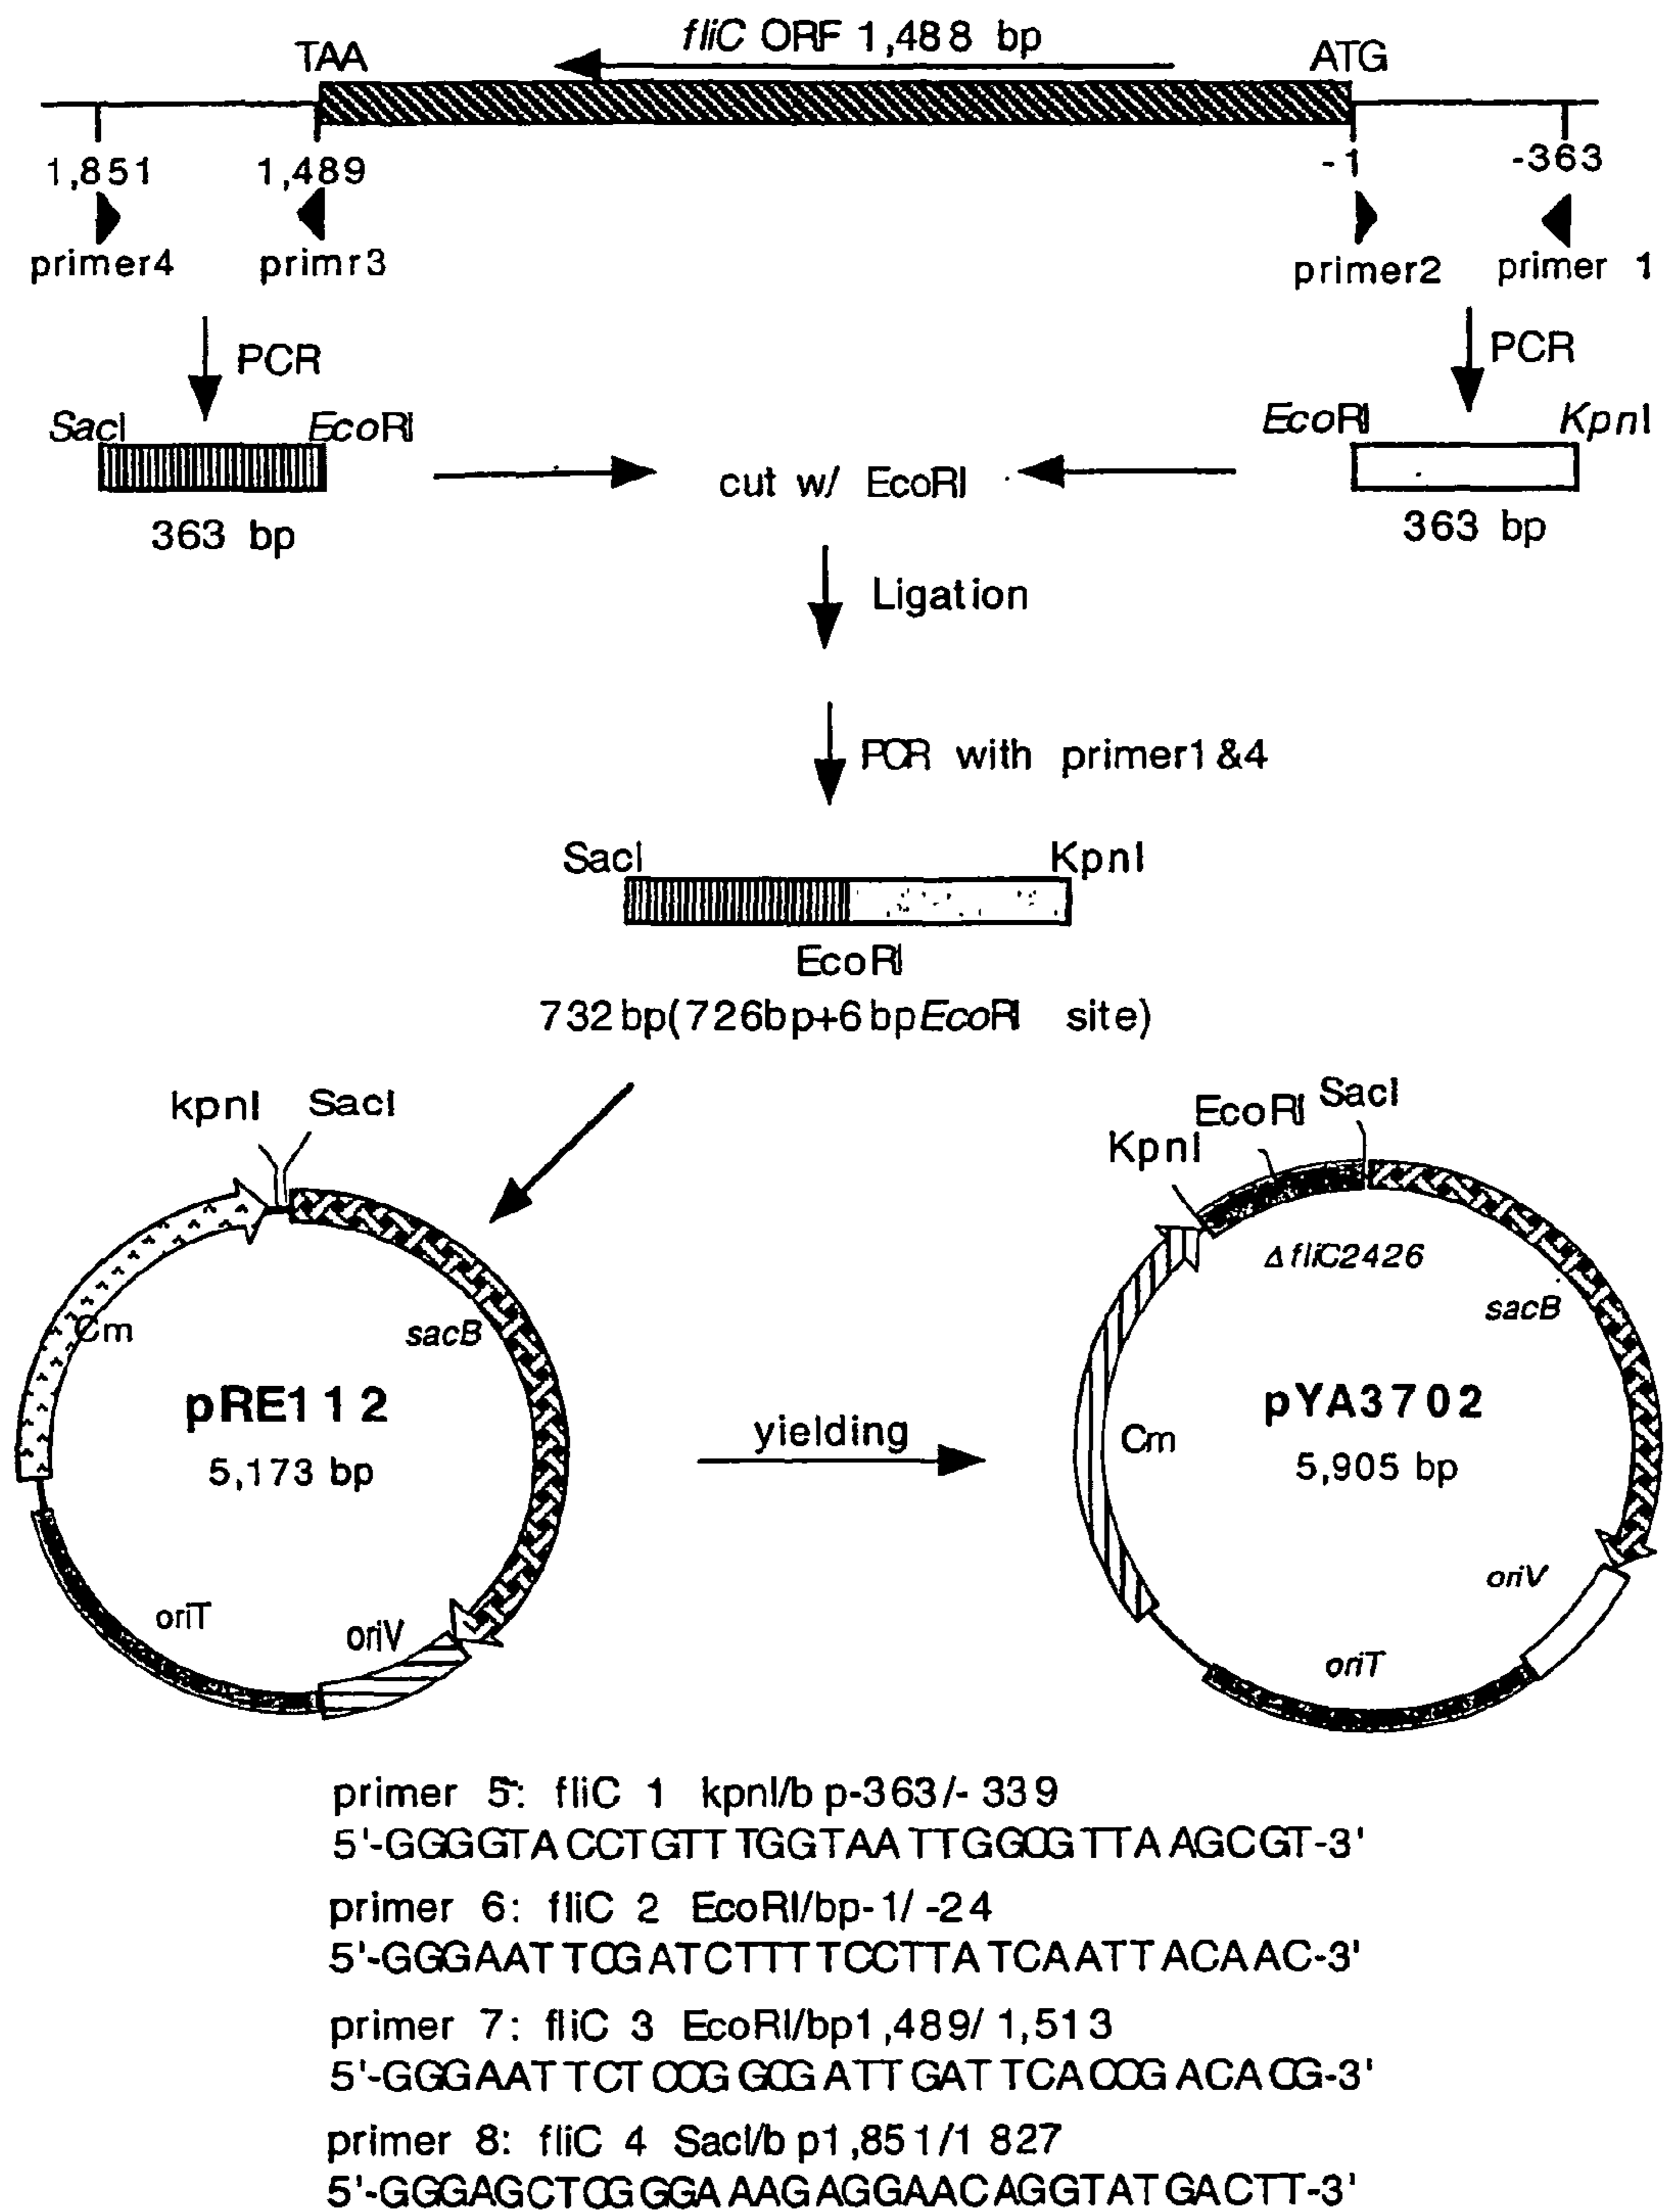 fliC ORF 1,488 bp
TAA
ATG
1,851
1,489
-1
-363
primer4
primr3
primer2
primer 1
PCR
PCR
SacI
EcoRI
EcoRI
KpnI
cut w/ EcoRI
363 bp
363 bp
Ligation
PCR with primer1&4
SacI
KpnI
EcoRI
732bp(726bp+6bpEcoRI site)
kpnI
SacI
KpnI
EcoRI
SacI
Cm
sacB
pRE112
5,173 bp
oriT
oriV
yielding
ΔfliC2426
sacB
Cm
pYA3702
5,905 bp
oriV
oriT
primer 5: fliC 1 kpnI/bp-363/-339
5'-GGGGTACCTGTTTGGTAATTGGCGTTAAGCGT-3'
primer 6: fliC 2 EcoRI/bp-1/-24
5'-GGGAATTCGATCTTTTCCTTATCAATTACAAC-3'
primer 7: fliC 3 EcoRI/bp1,489/1,513
5'-GGGAATTCTCCGGCGATTGATTCACCGACACG-3'
primer 8: fliC 4 SacI/bp1,851/1827
5'-GGGAGCTCGGGAAAGAGGAACAGGTATGACTT-3'